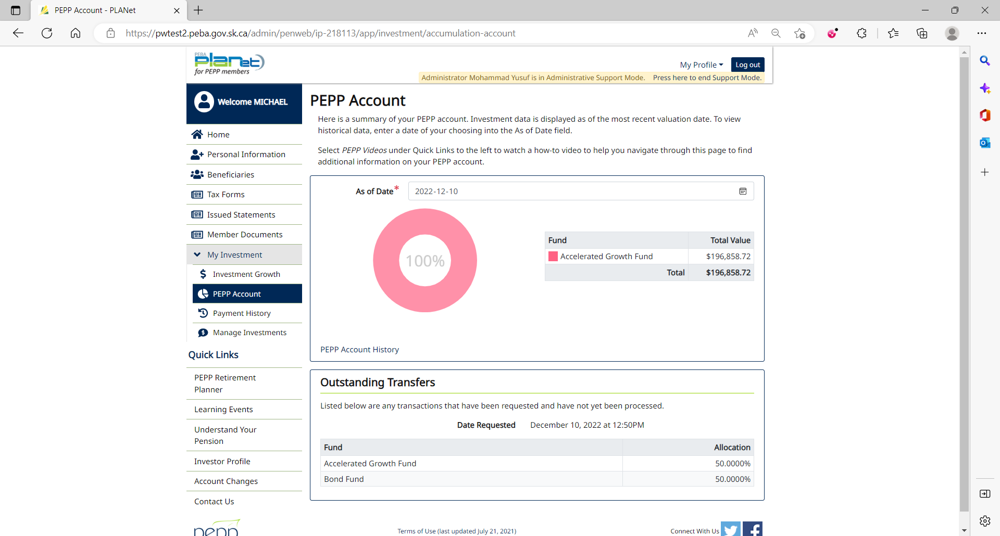 PEPP Account - PLANet
https://pwtest2.peba.gov.sk.ca/admin/penweb/ip-218113/app/investment/accumulation-account
PEBA
planet
for PEPP members
My Profile
Log out
Administrator Mohammad Yusuf is in Administrative Support Mode. Press here to end Support Mode.
Welcome MICHAEL
Home
Personal Information
Beneficiaries
Tax Forms
Issued Statements
Member Documents
My Investment
Investment Growth
PEPP Account
Payment History
Manage Investments
Quick Links
PEPP Retirement
Planner
Learning Events
Understand Your
Pension
Investor Profile
Account Changes
Contact Us
pepp
PEPP Account
Here is a summary of your PEPP account. Investment data is displayed as of the most recent valuation date. To view
historical data, enter a date of your choosing into the As of Date field.
Select PEPP Videos under Quick Links to the left to watch a how-to video to help you navigate through this page to find
additional information on your PEPP account.
As of Date* 2022-12-10
100%
Fund Total Value
Accelerated Growth Fund $196,858.72
Total $196,858.72
PEPP Account History
Outstanding Transfers
Listed below are any transactions that have been requested and have not yet been processed.
Date Requested December 10, 2022 at 12:50PM
Fund Allocation
Accelerated Growth Fund 50.0000%
Bond Fund 50.0000%
Terms of Use (last updated July 21, 2021)
Connect With Us